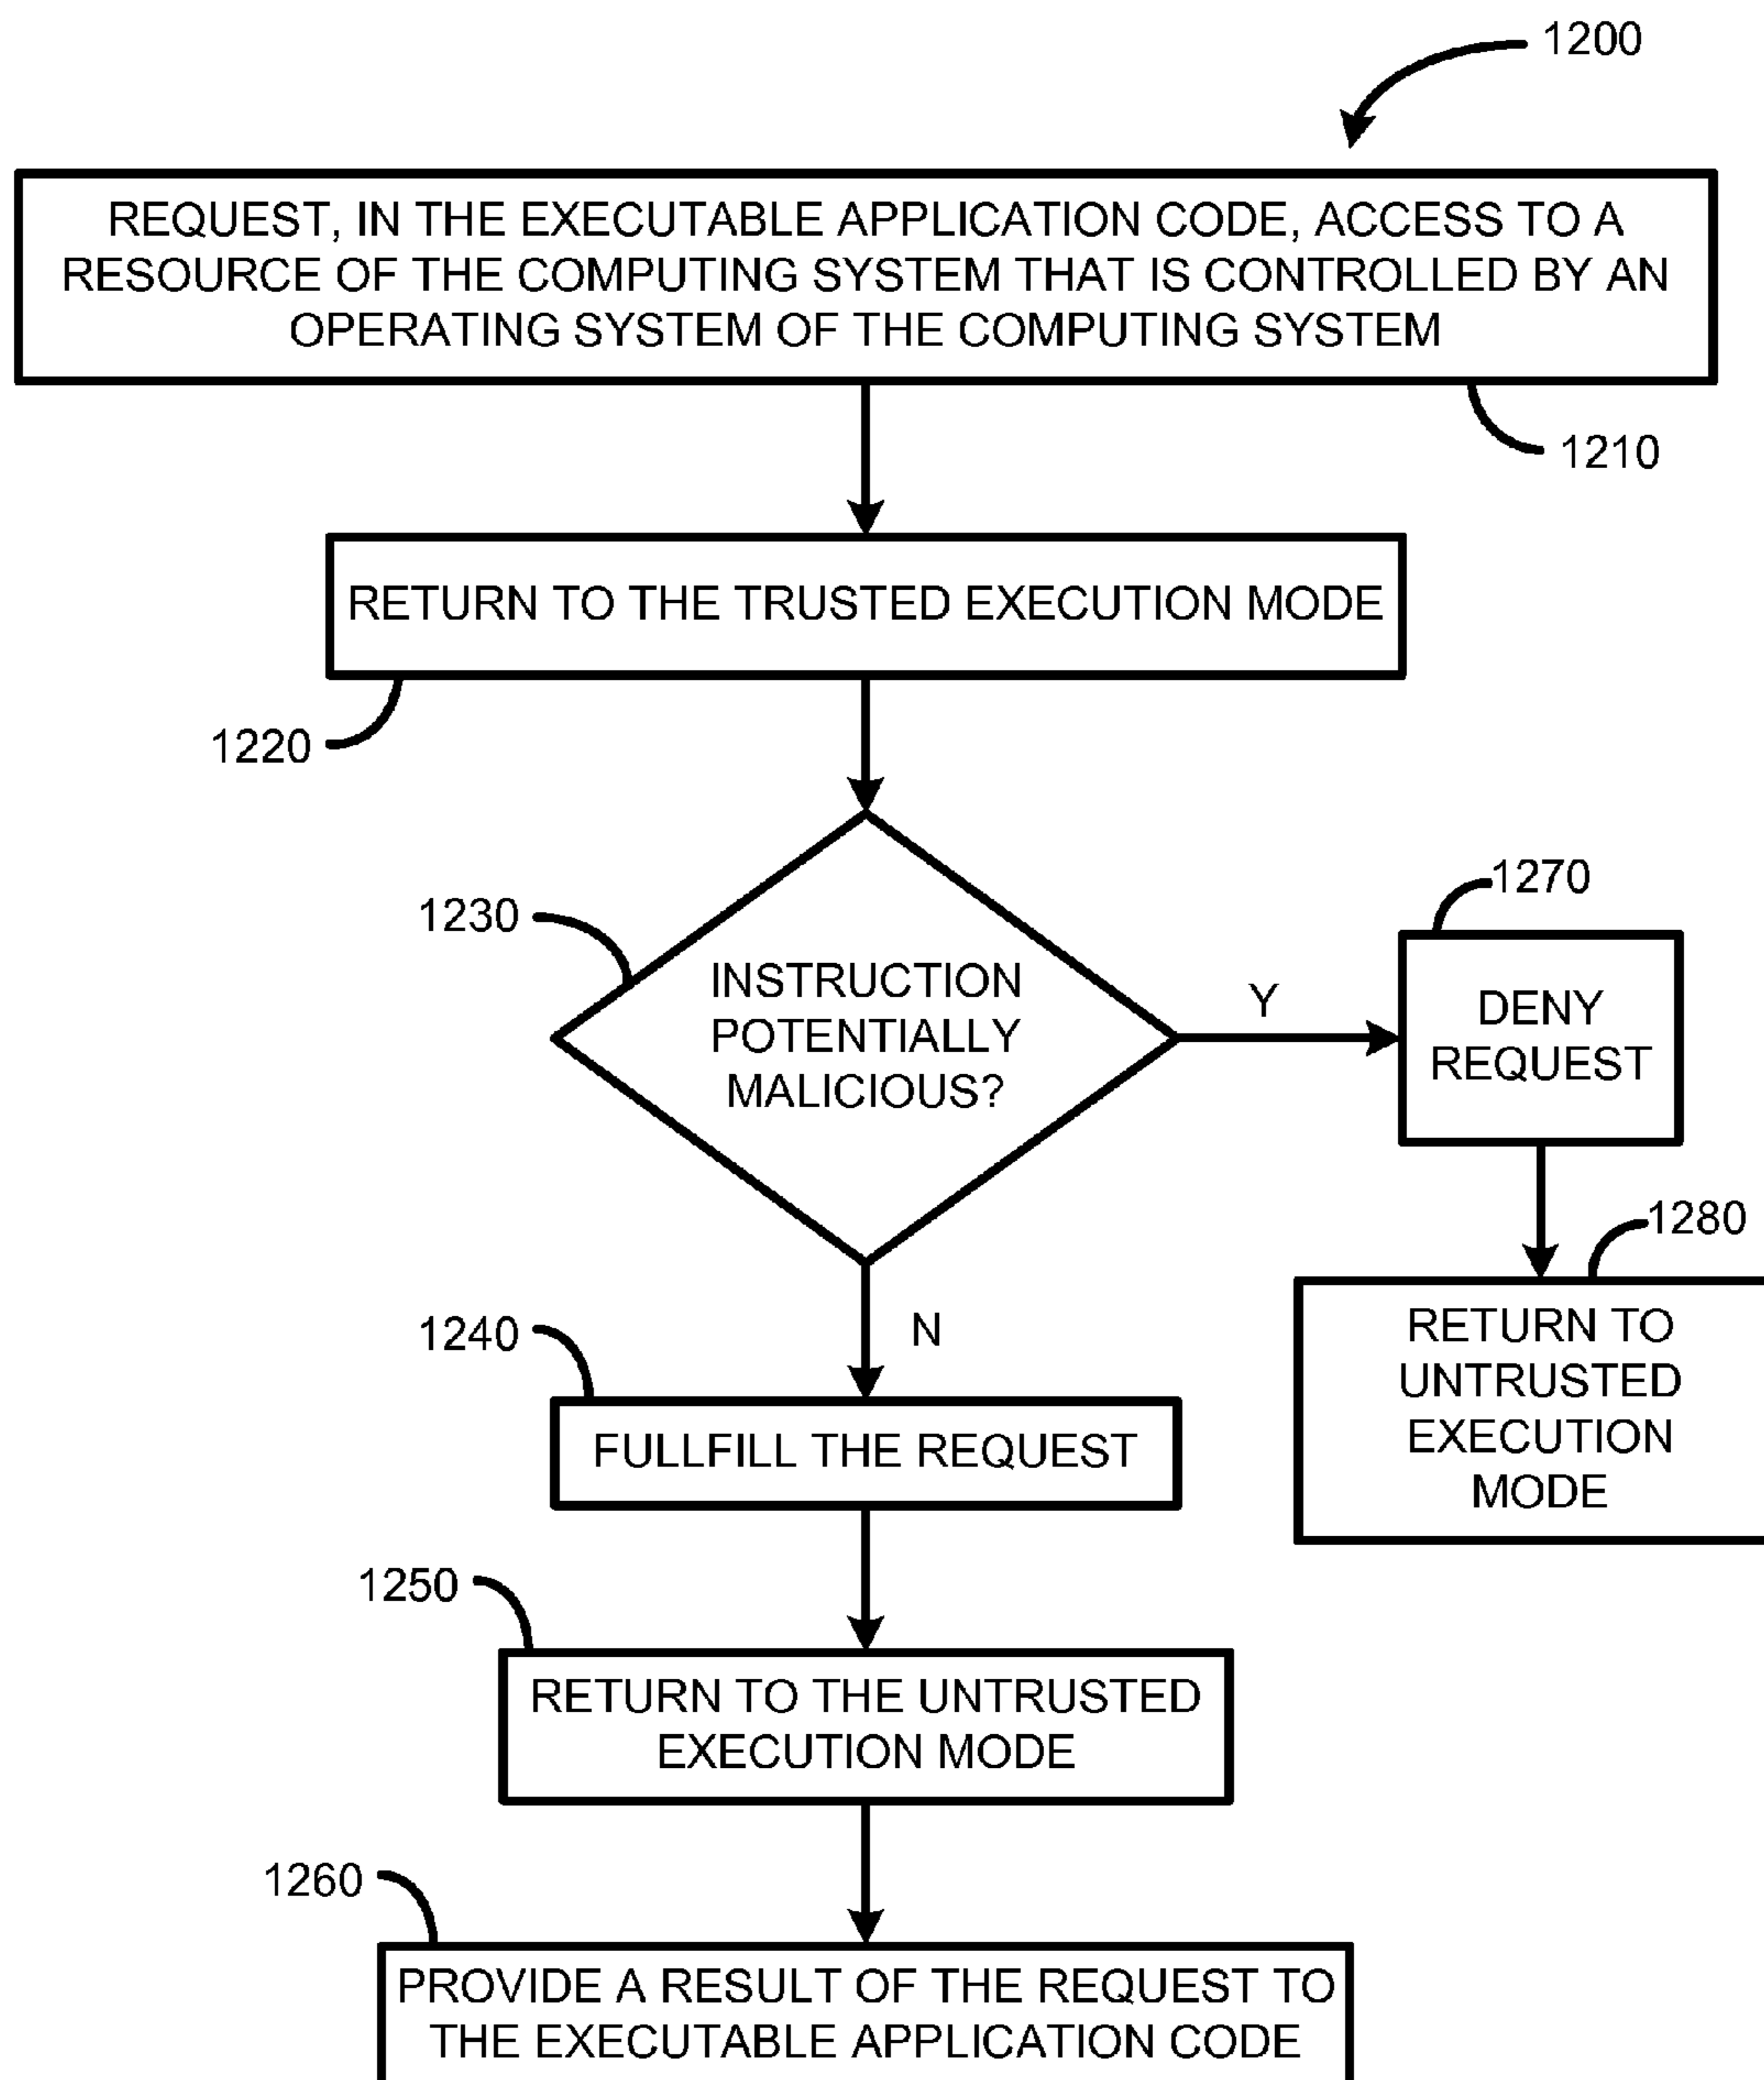 1200
REQUEST, IN THE EXECUTABLE APPLICATION CODE, ACCESS TO A
RESOURCE OF THE COMPUTING SYSTEM THAT IS CONTROLLED BY AN
OPERATING SYSTEM OF THE COMPUTING SYSTEM
1210
RETURN TO THE TRUSTED EXECUTION MODE
1220
1230
INSTRUCTION
POTENTIALLY
MALICIOUS?
Y
1270
DENY
REQUEST
1280
RETURN TO
UNTRUSTED
EXECUTION
MODE
N
1240
FULLFILL THE REQUEST
1250
RETURN TO THE UNTRUSTED
EXECUTION MODE
1260
PROVIDE A RESULT OF THE REQUEST TO
THE EXECUTABLE APPLICATION CODE